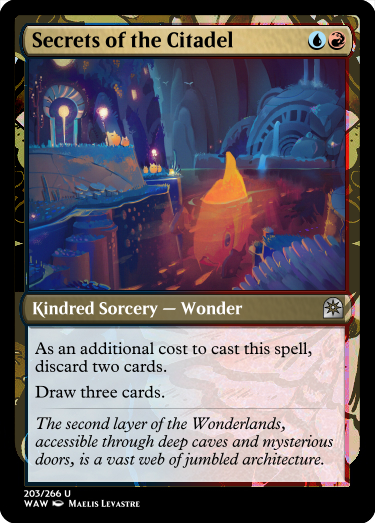 Secrets of the Citadel
Kindred Sorcery — Wonder
As an additional cost to cast this spell,
discard two cards.
Draw three cards.
The second layer of the Wonderlands,
accessible through deep caves and mysterious
doors, is a vast web of jumbled architecture.
203/266 U
WAW Maelis Levastre